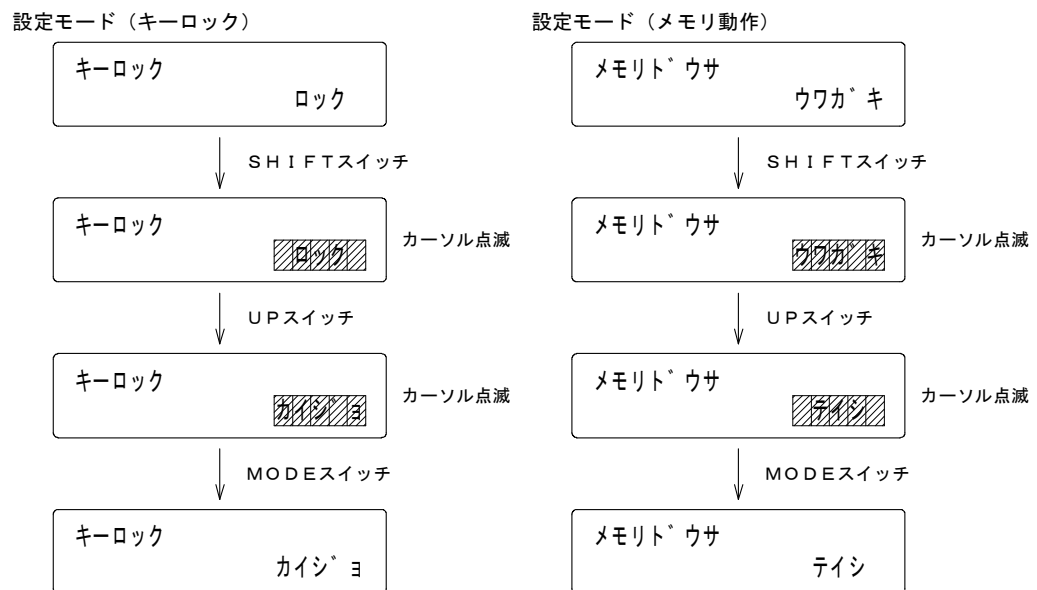 設定モード（キーロック）
キーロック
ロック
SHIFTスイッチ
キーロック
ロック
カーソル点滅
UPスイッチ
キーロック
カイジ゛ョ
カーソル点滅
MODEスイッチ
キーロック
カイシ゛ョ
設定モード（メモリ動作）
メモリト゛ウサ
ウワカ゛キ
SHIFTスイッチ
メモリト゛ウサ
ウワカ゛キ
カーソル点滅
UPスイッチ
メモリト゛ウサ
テイシ
カーソル点滅
MODEスイッチ
メモリト゛ウサ
テイシ